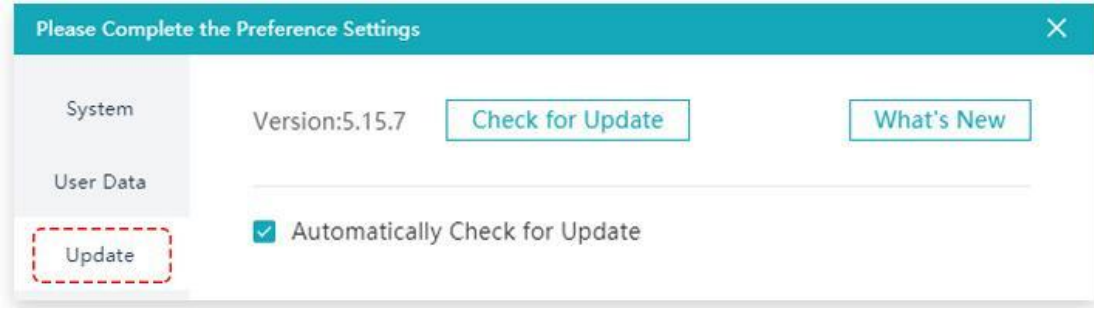 Please Complete the Preference Settings
System
Version:5.15.7 Check for Update What's New
User Data
Automatically Check for Update
Update